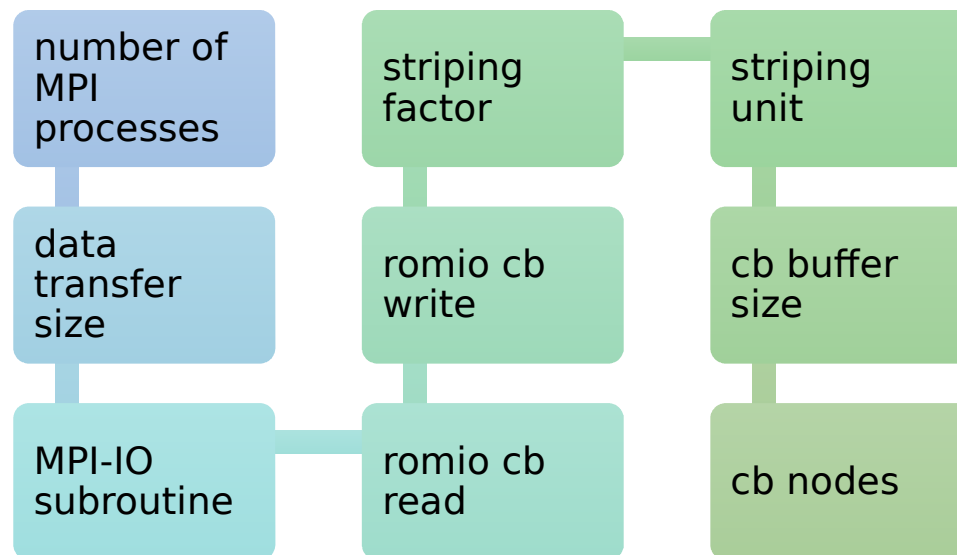 number of
MPI
processes
data
transfer
size
MPI-IO
subroutine
romio cb
read
romio cb
write
striping
factor
striping
unit
cb buffer
size
cb nodes